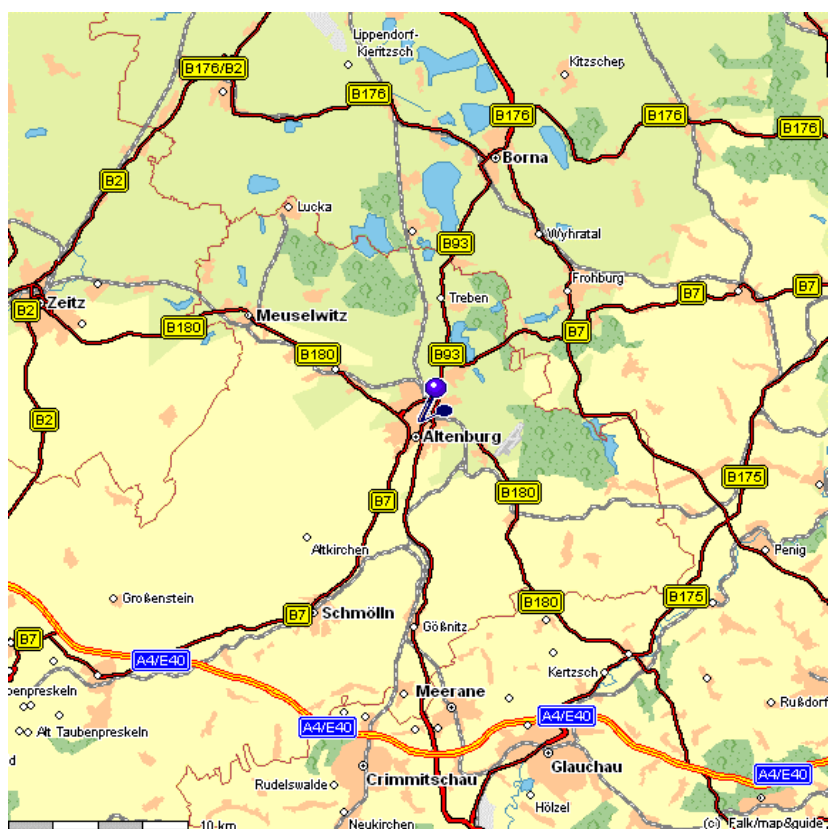 Lippendorf-
Kieritzsch
Kitzscher
B176/B2
B176
B176
B176
B176
Borna
B2
Lucka
B93
Wyhratal
Frohburg
Zeitz
B2
Treben
B7
B7
Meuselwitz
B180
B180
B93
B7
B2
Altenburg
B175
B180
B7
Altkirchen
Penig
Großenstein
B7
Schmölln
B180
B175
B7
Gößnitz
A4/E40
Kertzsch
benpreskeln
Meerane
Rußdorf
Alt Taubenpreskeln
A4/E40
A4/E40
d
Crimmitschau
Glauchau
A4/E40
Rudelswalde
Hölzel
10 km
Neukirchen
(c) Falk/map&guide